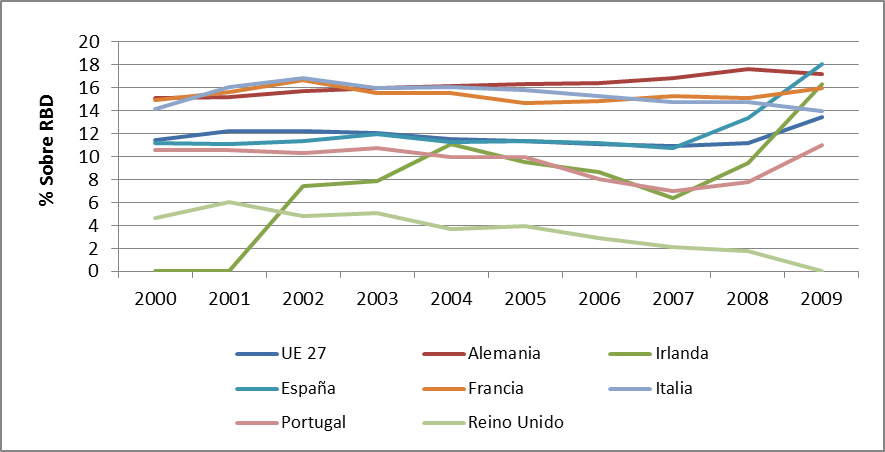 % Sobre RBD
20
18
16
14
12
10
8
6
4
2
0
2000 2001 2002 2003 2004 2005 2006 2007 2008 2009
UE 27 Alemania Irlanda
España Francia Italia
Portugal Reino Unido